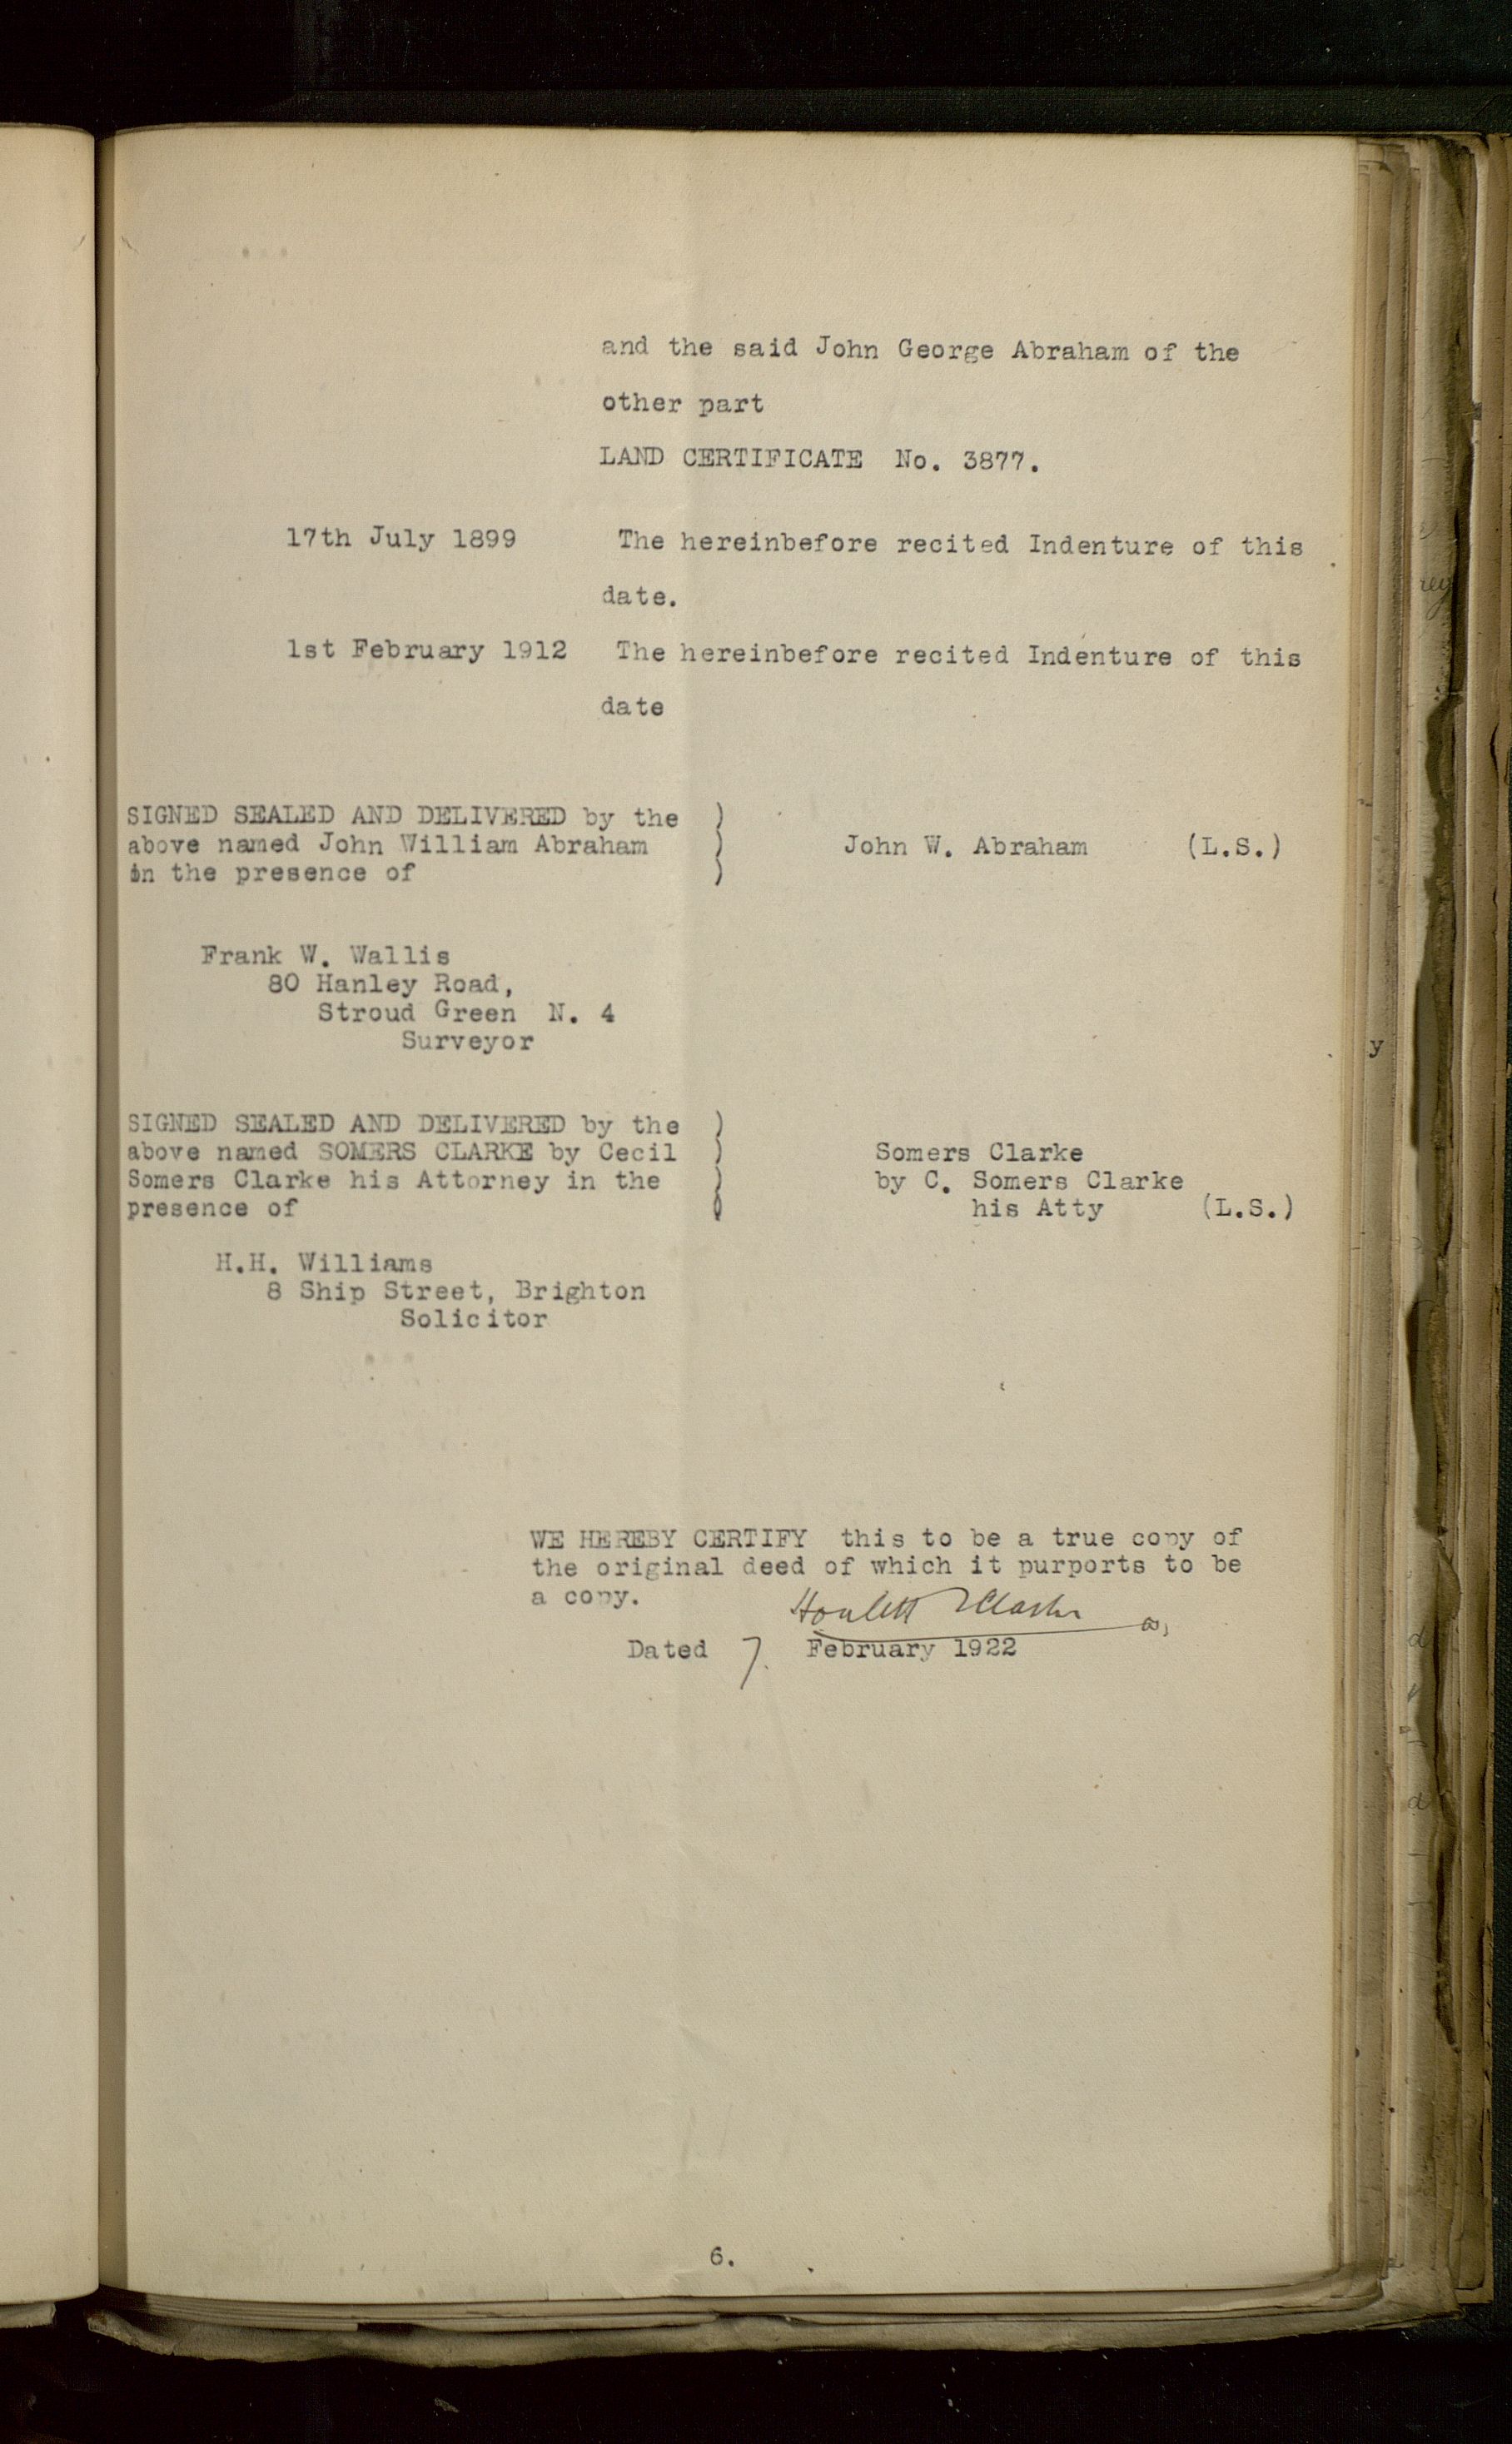 and the said John George Abraham of the
other part
LAND CERTIFICATE No. 3877.
17th July 1899 The hereinbefore recited Indenture of this
date.
1st February 1912 The hereinbefore recited Indenture of this
date
SIGNED SEALED AND DELIVERED by the )
above named John William Abraham ) John W. Abraham (L.S.)
in the presence of )
Frank W. Wallis
80 Hanley Road,
Stroud Green N. 4
Surveyor
SIGNED SEALED AND DELIVERED by the )
above named SOMERS CLARKE by Cecil ) Somers Clarke
Somers Clarke his Attorney in the ) by C. Somers Clarke
presence of ) his Atty (L.S.)
H.H. Williams
8 Ship Street, Brighton
Solicitor
WE HEREBY CERTIFY this to be a true copy of
the original deed of which it purports to be
a copy. Howlett & Clarke
Dated 7. February 1922
6.